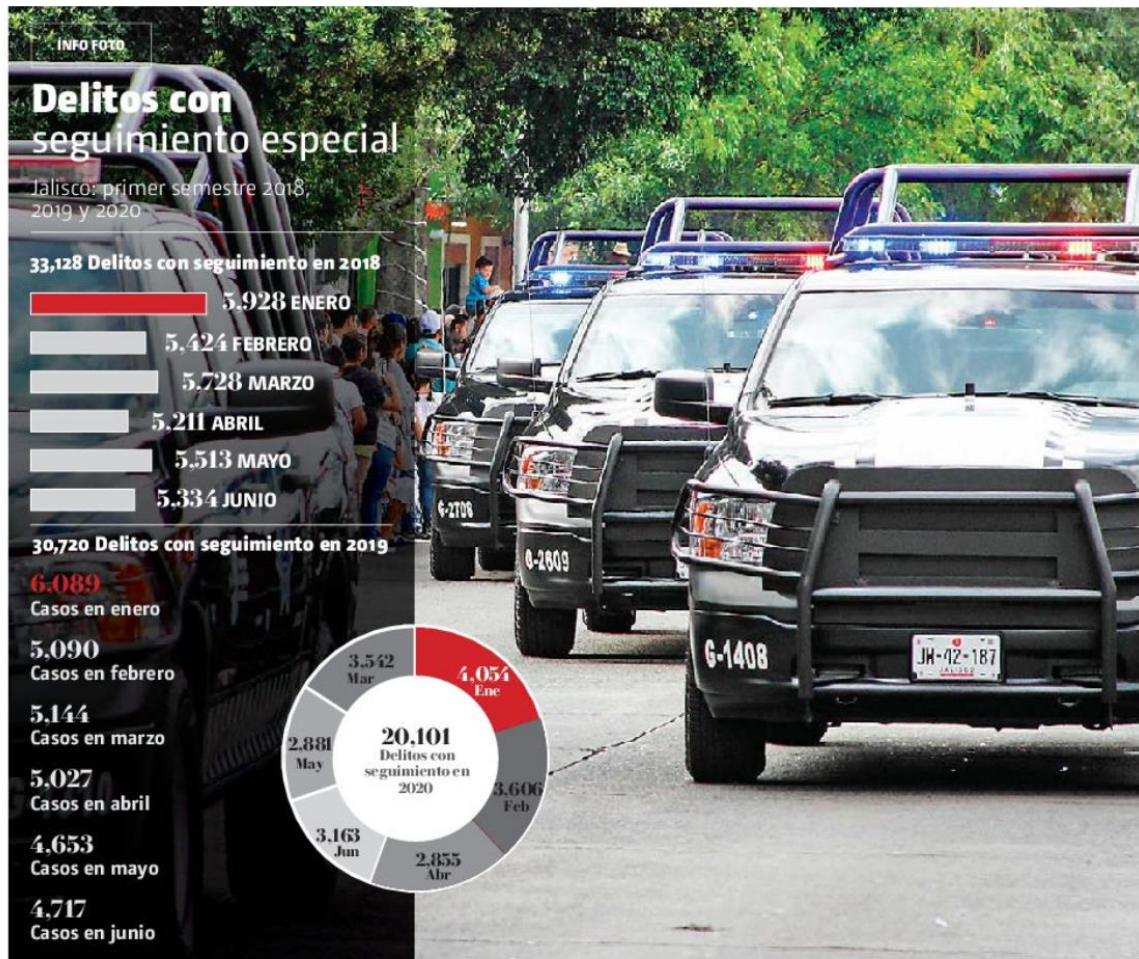 INFO FOTO
Delitos con
seguimiento especial
Jalisco: primer semestre 2018,
2019 y 2020
33,128 Delitos con seguimiento en 2018
5.928 ENERO
5,424 FEBRERO
5.728 MARZO
5,211 ABRIL
5,513 MAYO
5,334 JUNIO
30,720 Delitos con seguimiento en 2019
6,089
Casos en enero
5,090
Casos en febrero
5,144
Casos en marzo
5,027
Casos en abril
4,653
Casos en mayo
4,717
Casos en junio
3,542
Mar
4,054
Ene
2,881
May
20,101
Delitos con
seguimiento en
2020
3,606
Feb
3,163
Jun
2,855
Abr
G-2708
G-2609
G-1408
JW-42-187
JALISCO